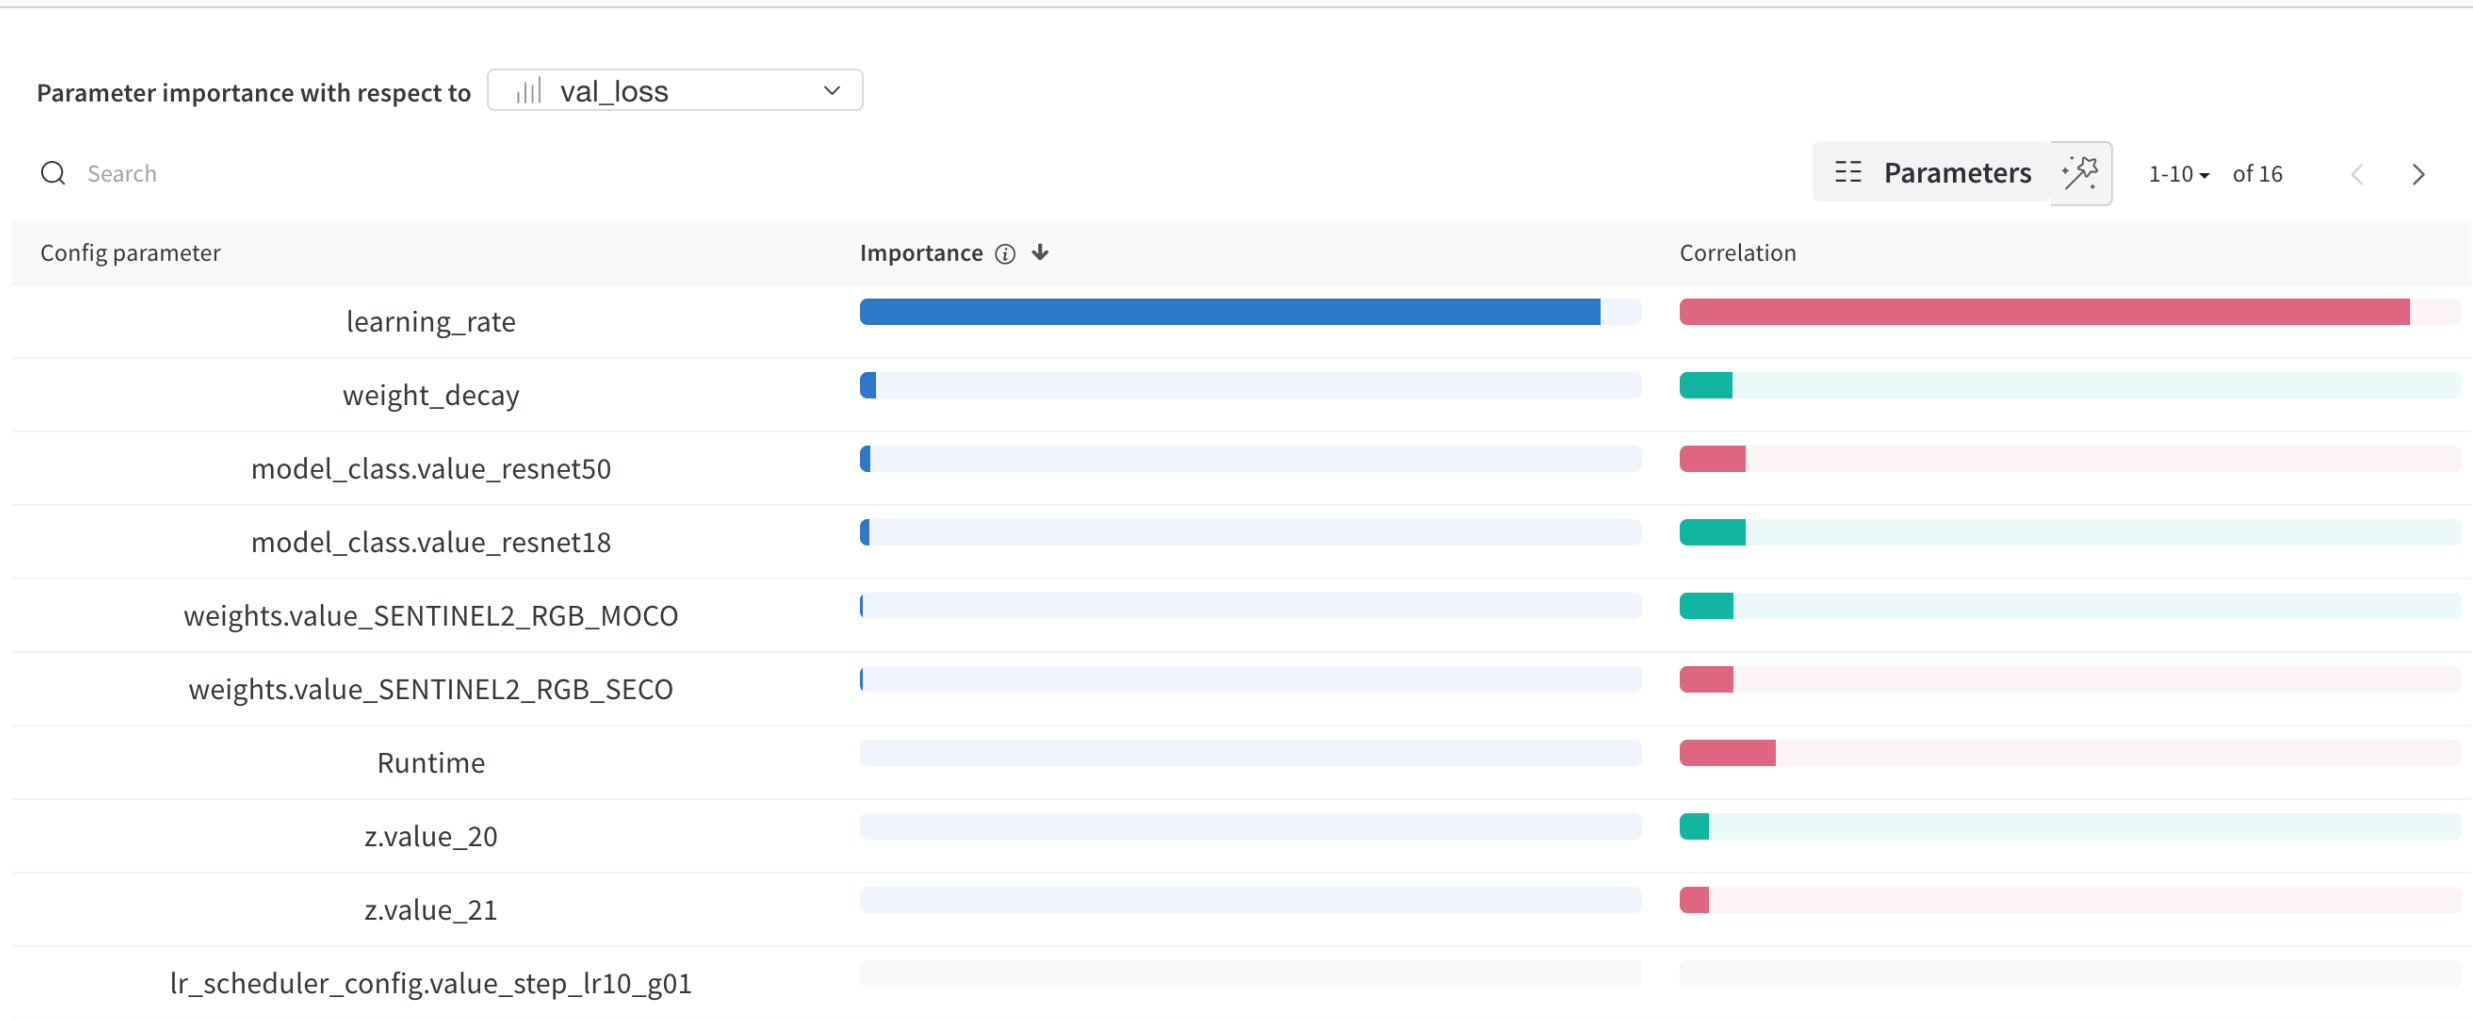 Parameter importance with respect to val_loss
Search
Parameters 1-10 of 16
Config parameter Importance Correlation
learning_rate
weight_decay
model_class.value_resnet50
model_class.value_resnet18
weights.value_SENTINEL2_RGB_MOCO
weights.value_SENTINEL2_RGB_SECO
Runtime
z.value_20
z.value_21
lr_scheduler_config.value_step_lr10_g01